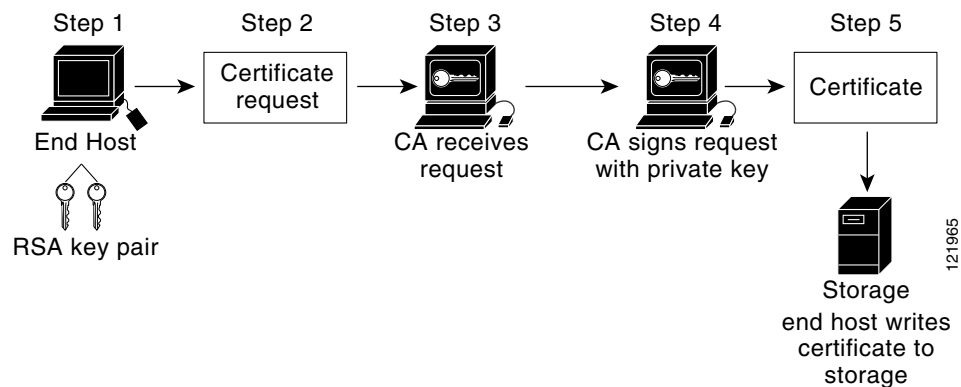 Step 1
Step 2
Step 3
Step 4
Step 5
Certificate
request
Certificate
End Host
CA receives
request
CA signs request
with private key
RSA key pair
Storage
end host writes
certificate to
storage
121965